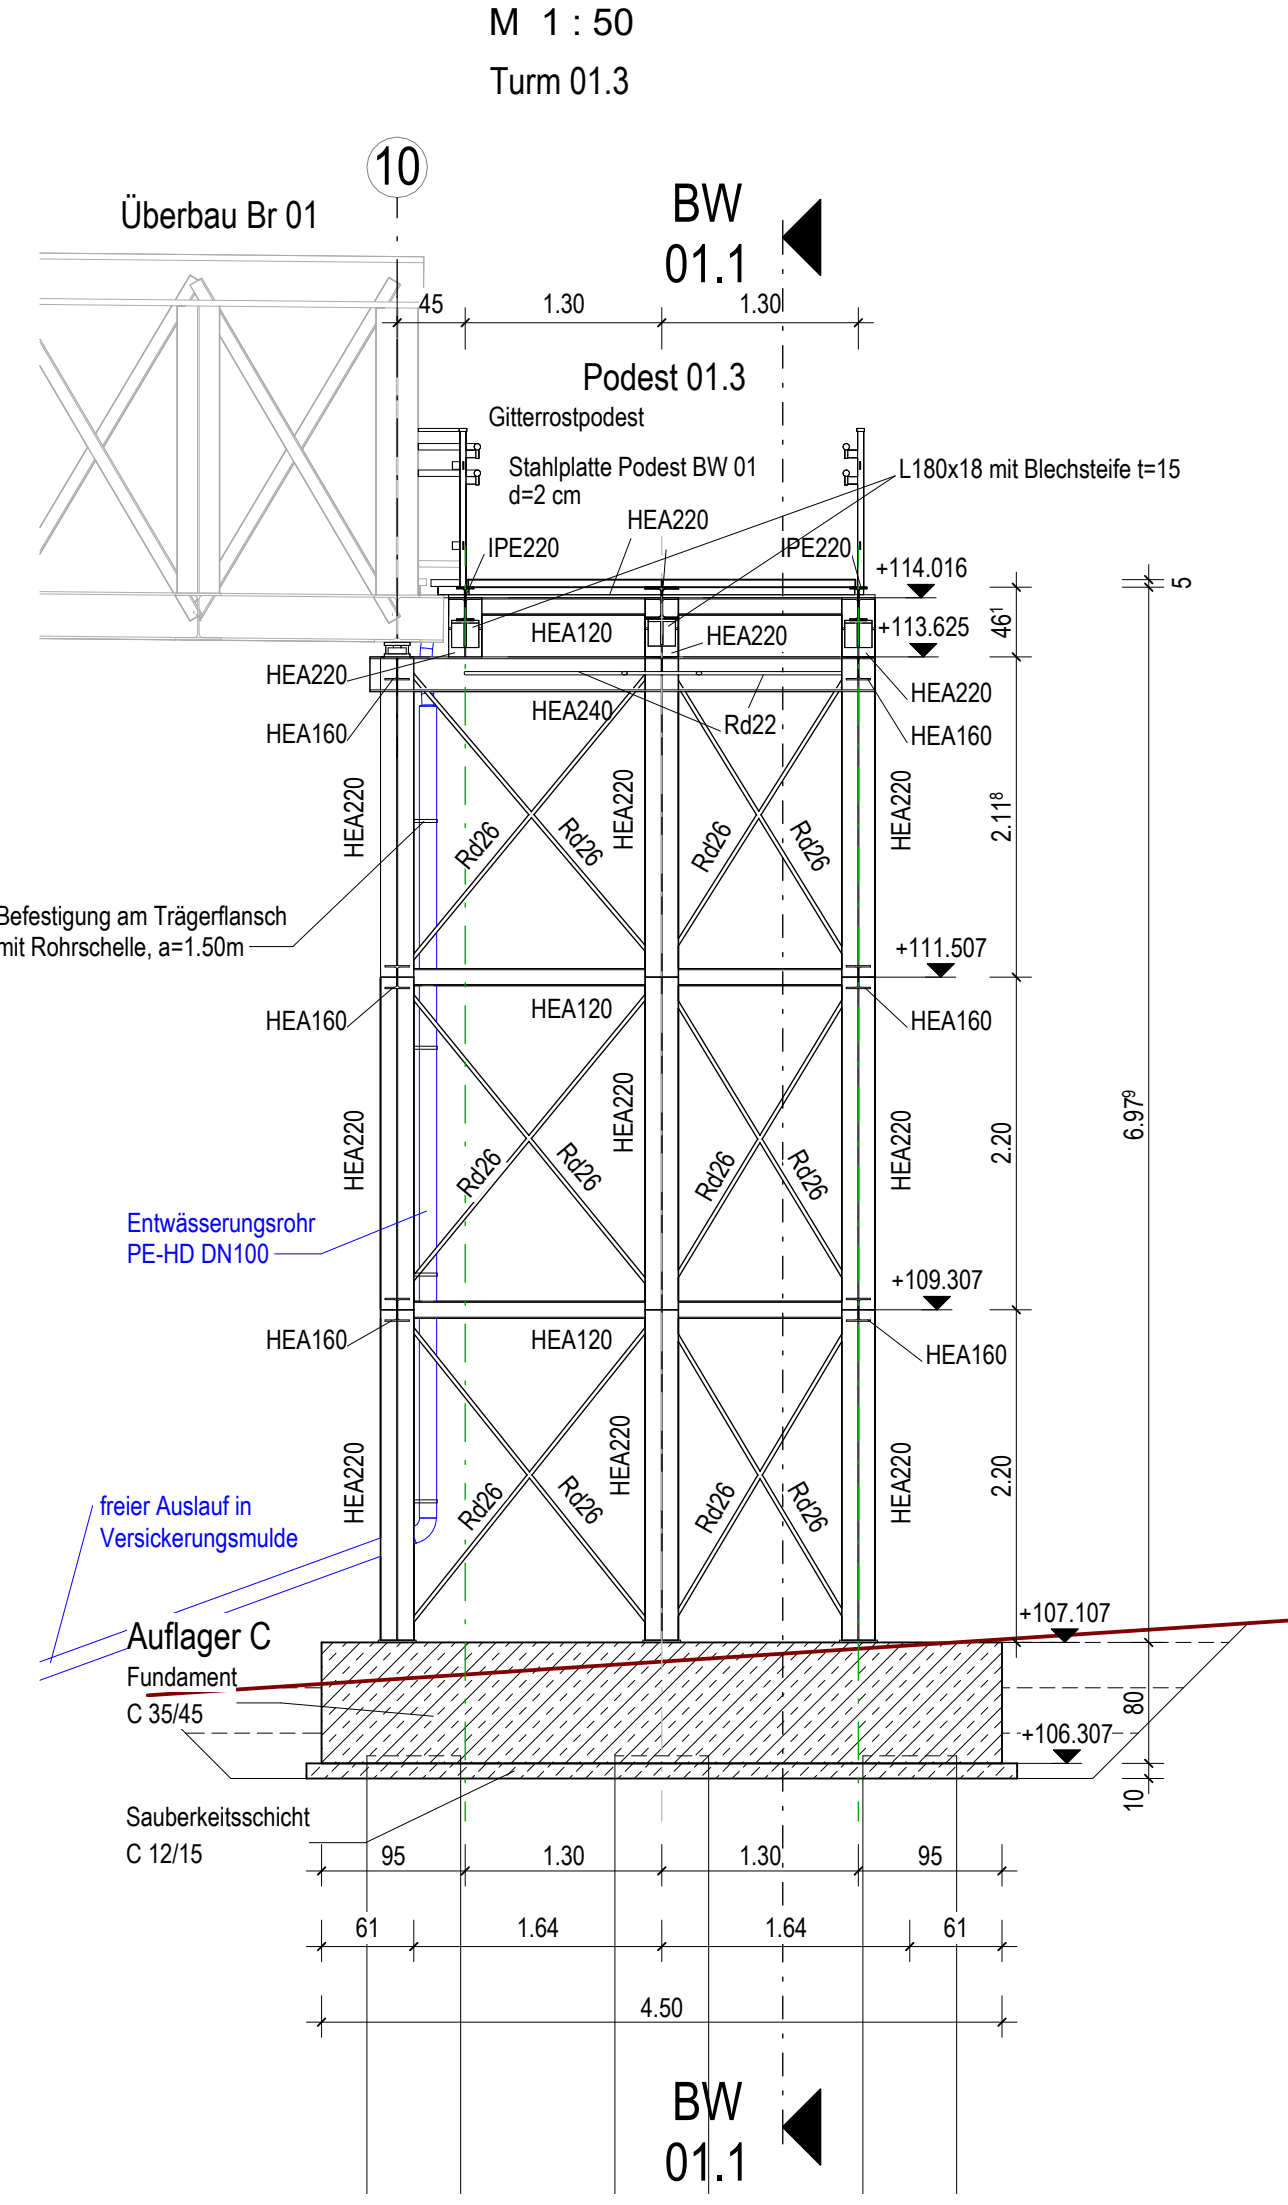 M 1 : 50
Turm 01.3
10
Überbau Br 01
BW
01.1
45
1.30
1.30
Podest 01.3
Gitterrostpodest
Stahlplatte Podest BW 01
d=2 cm
L180x18 mit Blechsteife t=15
HEA220
IPE220
IPE220
+114.016
5
46¹
HEA120
HEA220
+113.625
HEA220
HEA220
HEA240
Rd22
HEA160
HEA160
HEA220
HEA220
HEA220
2.11⁸
Rd26
Rd26
Rd26
Rd26
Befestigung am Trägerflansch
mit Rohrschelle, a=1.50m
+111.507
HEA160
HEA120
HEA160
HEA220
HEA220
HEA220
2.20
6.97⁹
Rd26
Rd26
Rd26
Rd26
Entwässerungsrohr
PE-HD DN100
+109.307
HEA160
HEA120
HEA160
HEA220
HEA220
HEA220
2.20
Rd26
Rd26
Rd26
Rd26
freier Auslauf in
Versickerungsmulde
+107.107
Auflager C
Fundament
C 35/45
80
+106.307
10
Sauberkeitsschicht
C 12/15
95
1.30
1.30
95
61
1.64
1.64
61
4.50
BW
01.1